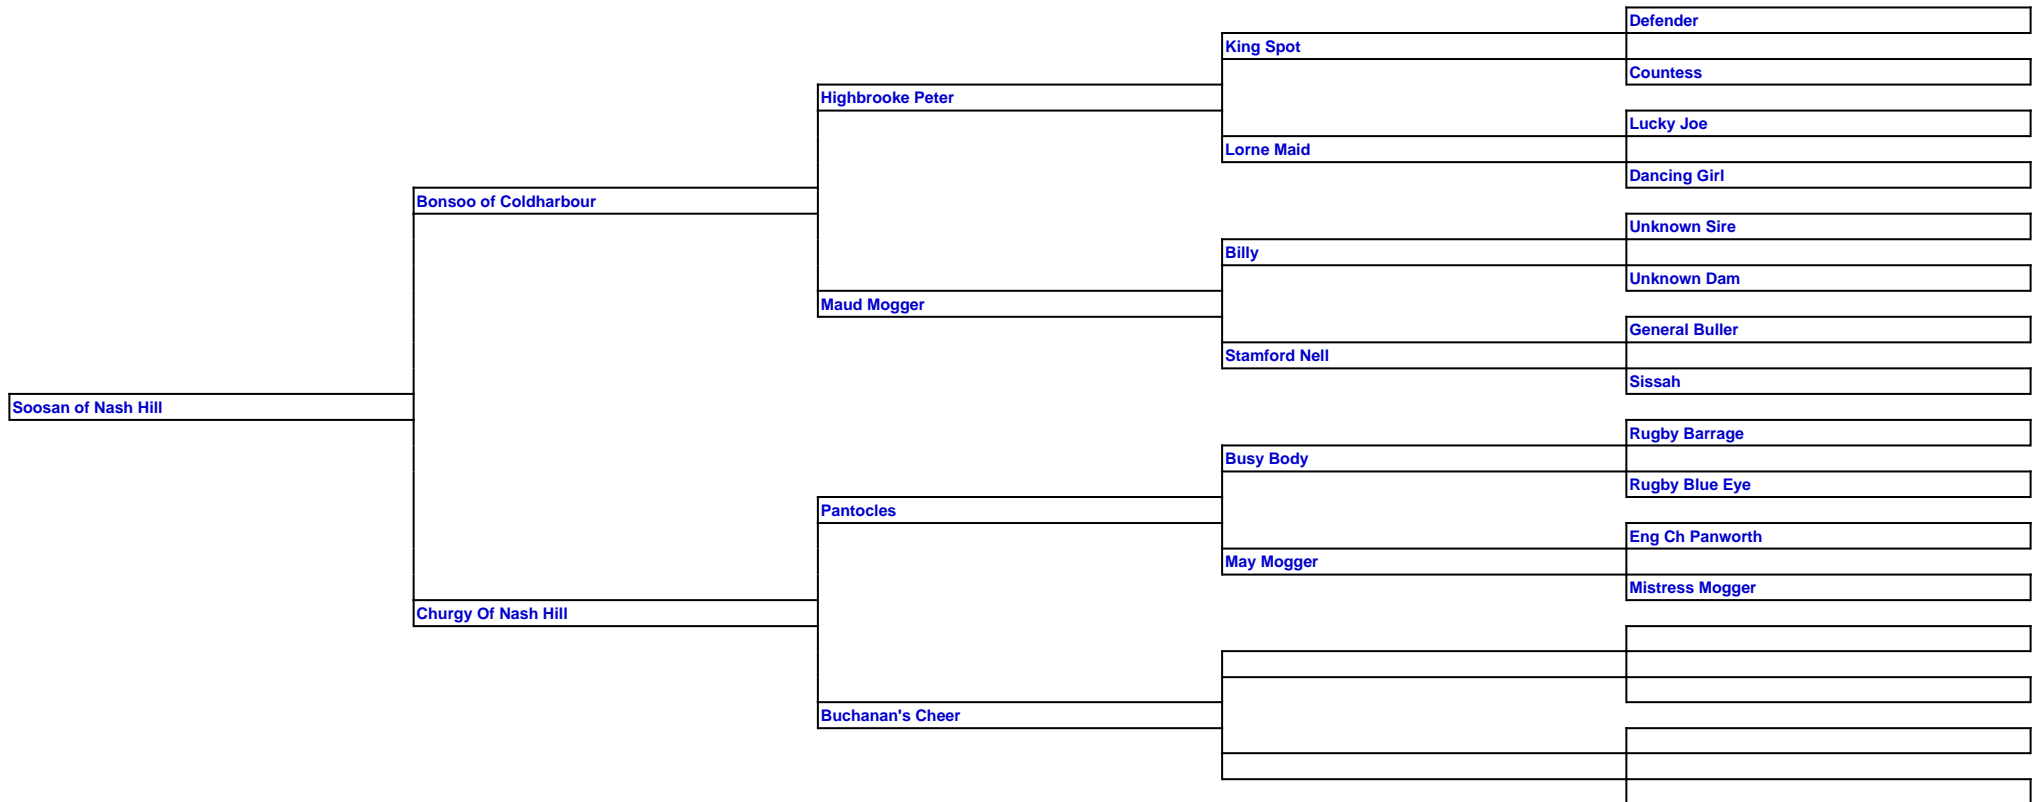 Defender
King Spot
Countess
Highbrooke Peter
Lucky Joe
Lorne Maid
Dancing Girl
Bonsoo of Coldharbour
Unknown Sire
Billy
Unknown Dam
Maud Mogger
General Buller
Stamford Nell
Sissah
Soosan of Nash Hill
Rugby Barrage
Busy Body
Rugby Blue Eye
Pantocles
Eng Ch Panworth
May Mogger
Mistress Mogger
Churgy Of Nash Hill
Buchanan's Cheer